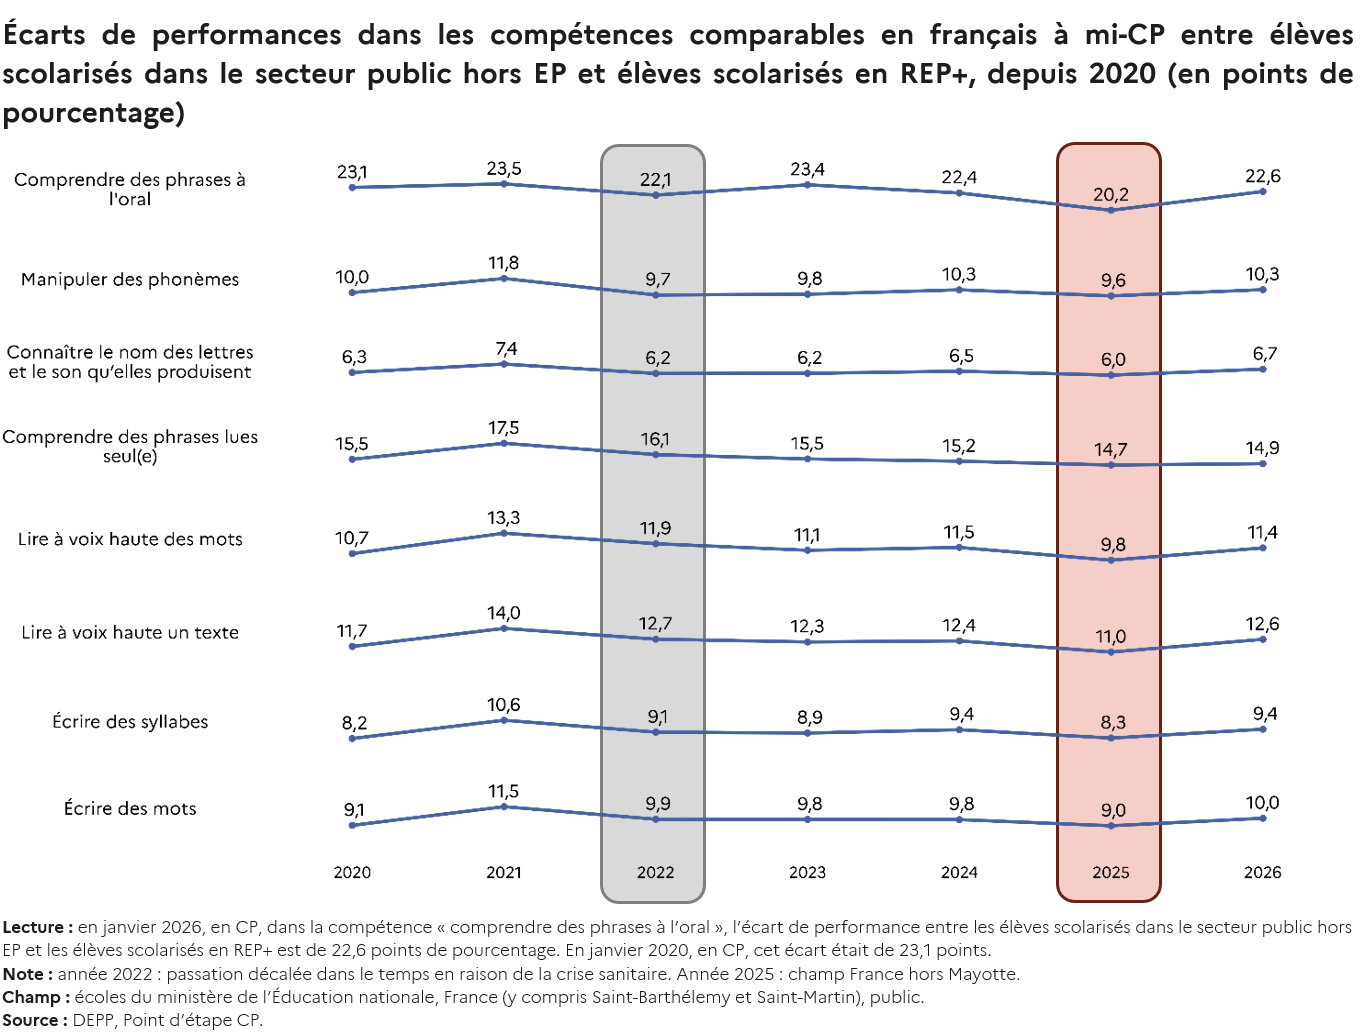 Écarts de performances dans les compétences comparables en français à mi-CP entre élèves
scolarisés dans le secteur public hors EP et élèves scolarisés en REP+, depuis 2020 (en points de
pourcentage)
Comprendre des phrases à
l'oral
23,1 23,5 22,1 23,4 22,4 20,2 22,6
Manipuler des phonèmes
10,0 11,8 9,7 9,8 10,3 9,6 10,3
Connaître le nom des lettres
et le son qu’elles produisent
6,3 7,4 6,2 6,2 6,5 6,0 6,7
Comprendre des phrases lues
seul(e)
15,5 17,5 16,1 15,5 15,2 14,7 14,9
Lire à voix haute des mots
10,7 13,3 11,9 11,1 11,5 9,8 11,4
Lire à voix haute un texte
11,7 14,0 12,7 12,3 12,4 11,0 12,6
Écrire des syllabes
8,2 10,6 9,1 8,9 9,4 8,3 9,4
Écrire des mots
9,1 11,5 9,9 9,8 9,8 9,0 10,0
2020 2021 2022 2023 2024 2025 2026
Lecture : en janvier 2026, en CP, dans la compétence « comprendre des phrases à l’oral », l’écart de performance entre les élèves scolarisés dans le secteur public hors
EP et les élèves scolarisés en REP+ est de 22,6 points de pourcentage. En janvier 2020, en CP, cet écart était de 23,1 points.
Note : année 2022 : passation décalée dans le temps en raison de la crise sanitaire. Année 2025 : champ France hors Mayotte.
Champ : écoles du ministère de l’Éducation nationale, France (y compris Saint-Barthélemy et Saint-Martin), public.
Source : DEPP, Point d’étape CP.